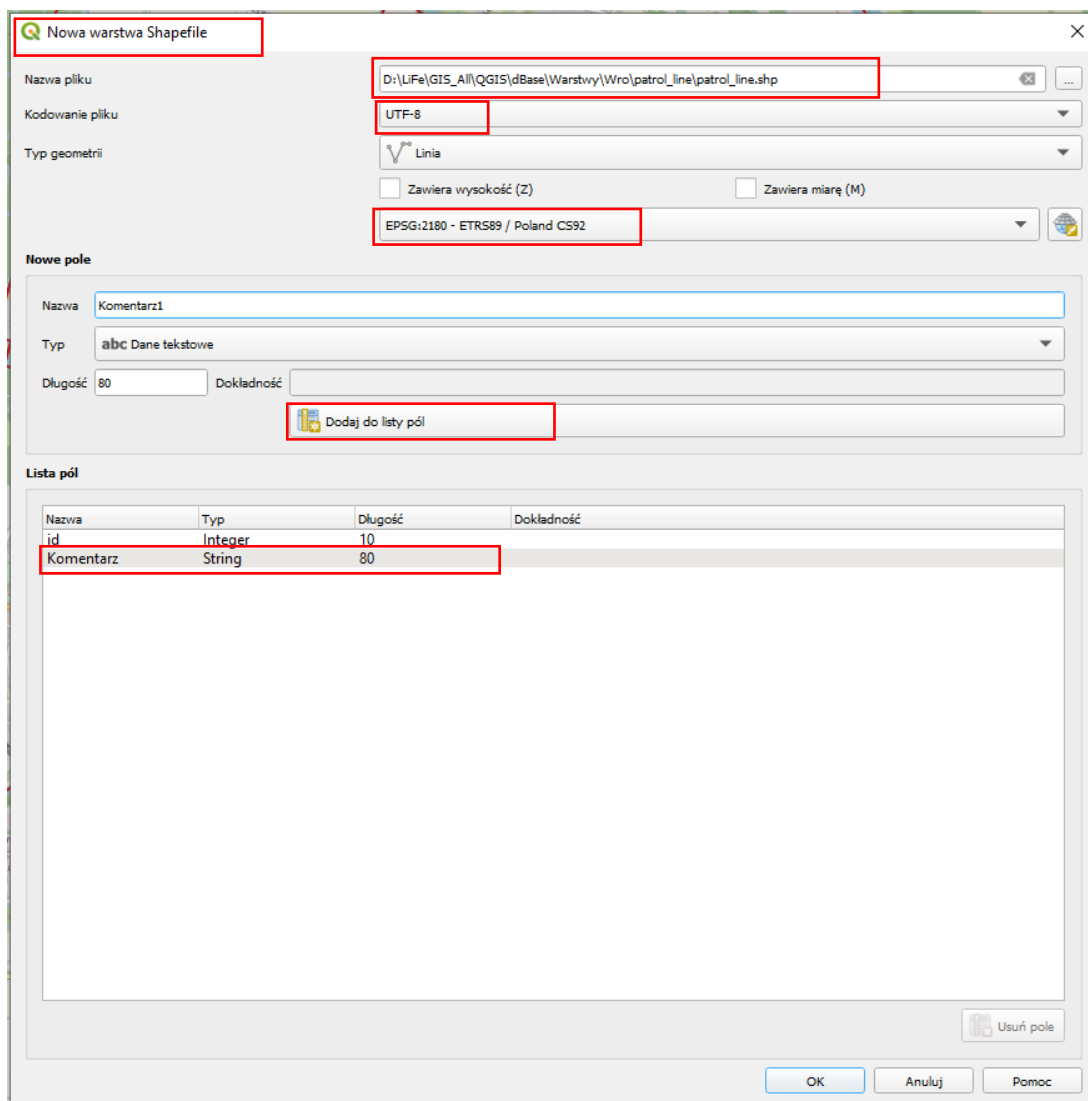 Nowa warstwa Shapefile
Nazwa pliku D:\LiFe\GIS_All\QGIS\dBase\Warstwy\Wro\patrol_line\patrol_line.shp ...
Kodowanie pliku UTF-8
Typ geometrii Linia
Zawiera wysokość (Z) Zawiera miarę (M)
EPSG:2180 - ETRS89 / Poland CS92
Nowe pole
Nazwa Komentarz1
Typ abc Dane tekstowe
Długość 80 Dokładność
Dodaj do listy pól
Lista pól
Nazwa Typ Długość Dokładność
id Integer 10
Komentarz String 80
Usuń pole
OK Anuluj Pomoc